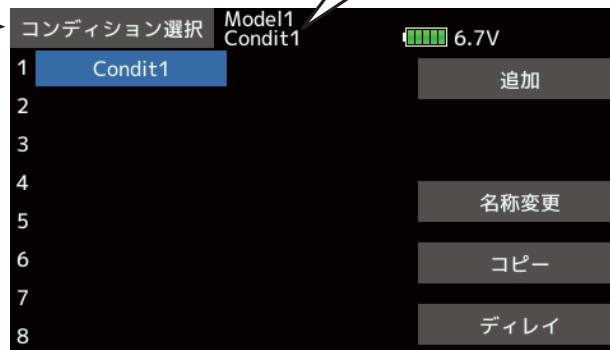 コンディション選択
Model1
Condit1
6.7V
1 Condit1
追加
2
3
4
名称変更
5
6
コピー
7
ディレイ
8